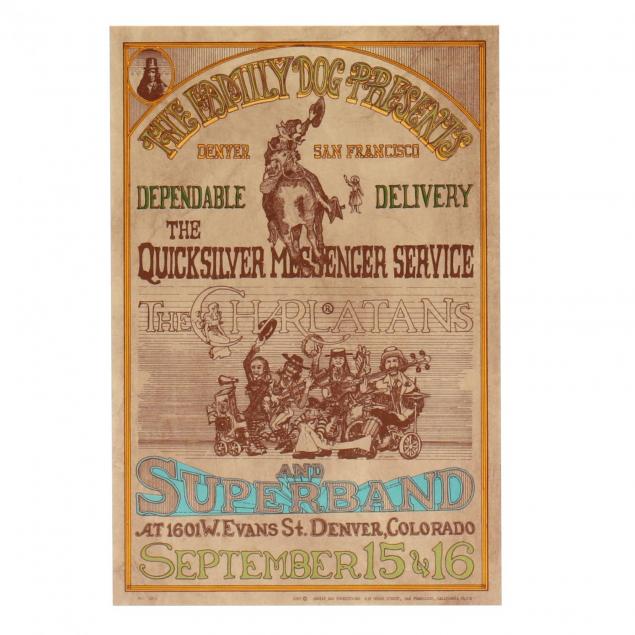 THE FAMILY DOG PRESENTS
DENVER SAN FRANCISCO
DEPENDABLE DELIVERY
THE
QUICKSILVER MESSENGER SERVICE
THE CHARLATANS
®
AND
SUPERBAND
AT 1601 W. EVANS ST. DENVER, COLORADO
SEPTEMBER 15 & 16